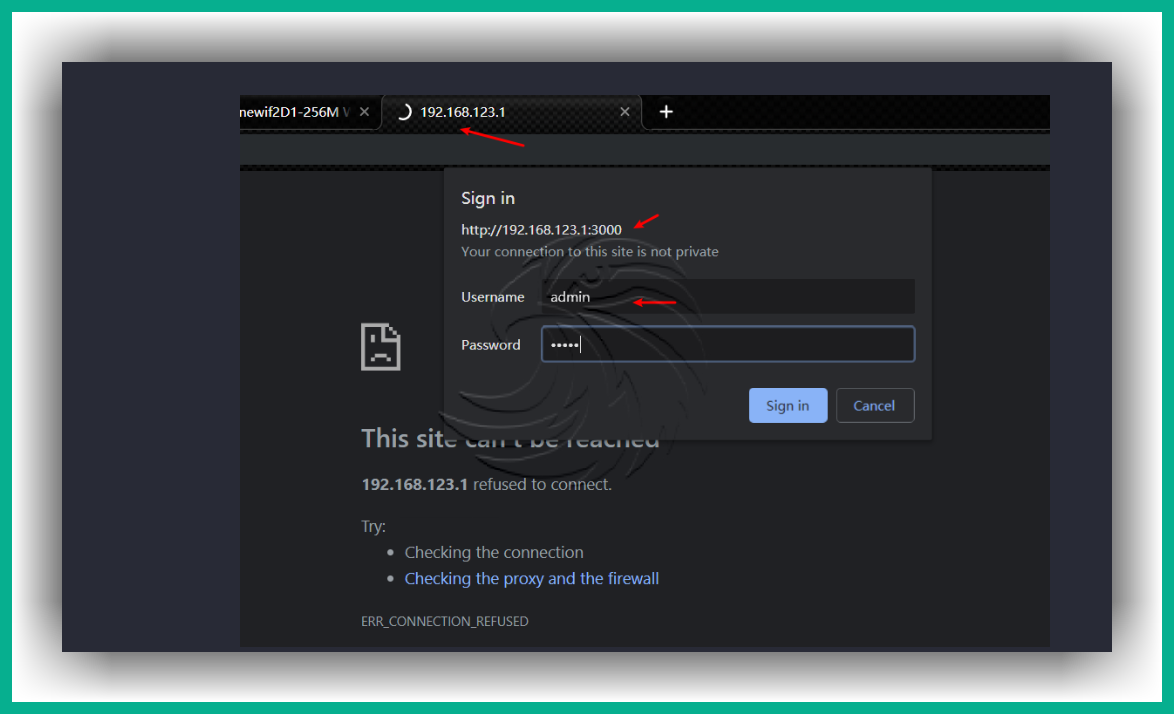 newif2D1-256M
192.168.123.1
Sign in
http://192.168.123.1:3000
Your connection to this site is not private
Username admin
Password •••••
Sign in Cancel
This site can't be reached
192.168.123.1 refused to connect.
Try:
• Checking the connection
• Checking the proxy and the firewall
ERR_CONNECTION_REFUSED